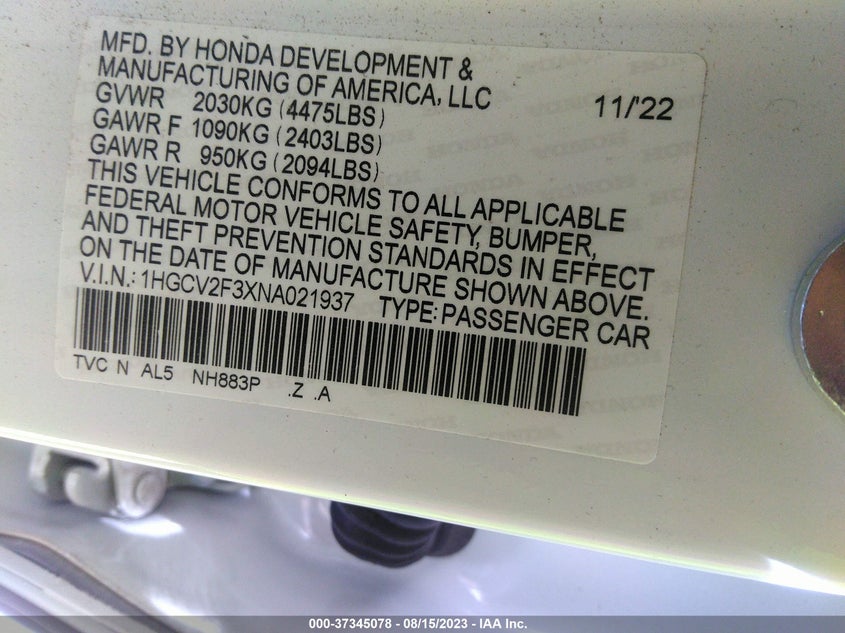 MFD. BY HONDA DEVELOPMENT &
MANUFACTURING OF AMERICA, LLC
GVWR 2030KG (4475LBS) 11/'22
GAWR F 1090KG (2403LBS)
GAWR R 950KG (2094LBS)
THIS VEHICLE CONFORMS TO ALL APPLICABLE
FEDERAL MOTOR VEHICLE SAFETY, BUMPER,
AND THEFT PREVENTION STANDARDS IN EFFECT
ON THE DATE OF MANUFACTURE SHOWN ABOVE.
V.I.N.: 1HGCV2F3XNA021937 TYPE: PASSENGER CAR
TVC N AL5 NH883P .Z .A
000-37345078 - 08/15/2023 - IAA Inc.